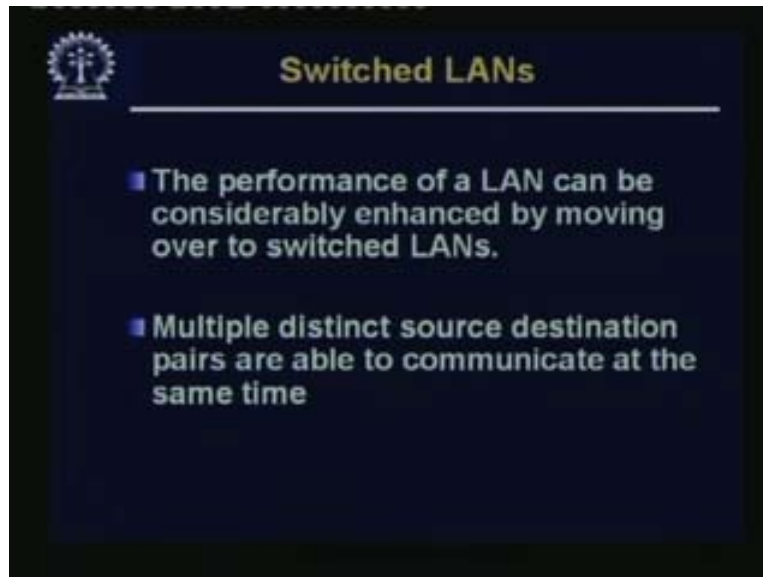 Switched LANs
The performance of a LAN can be
considerably enhanced by moving
over to switched LANs.
Multiple distinct source destination
pairs are able to communicate at the
same time